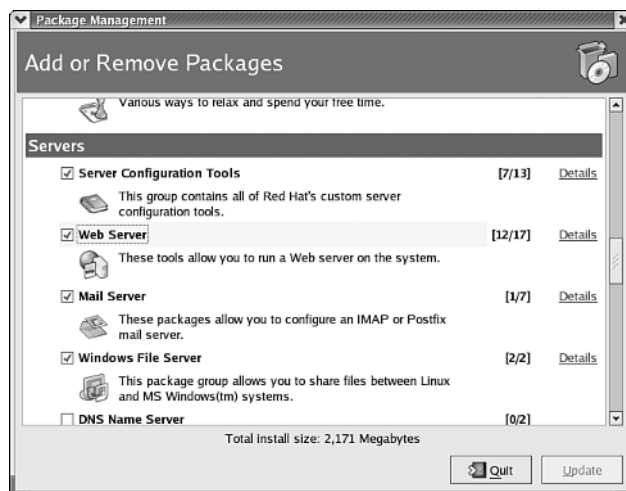 Package Management
Add or Remove Packages
Various ways to relax and spend your free time.
Servers
Server Configuration Tools [7/13] Details
This group contains all of Red Hat's custom server
configuration tools.
Web Server [12/17] Details
These tools allow you to run a Web server on the system.
Mail Server [1/7] Details
These packages allow you to configure an IMAP or Postfix
mail server.
Windows File Server [2/2] Details
This package group allows you to share files between Linux
and MS Windows(tm) systems.
DNS Name Server [0/2]
Total install size: 2,171 Megabytes
Quit Update